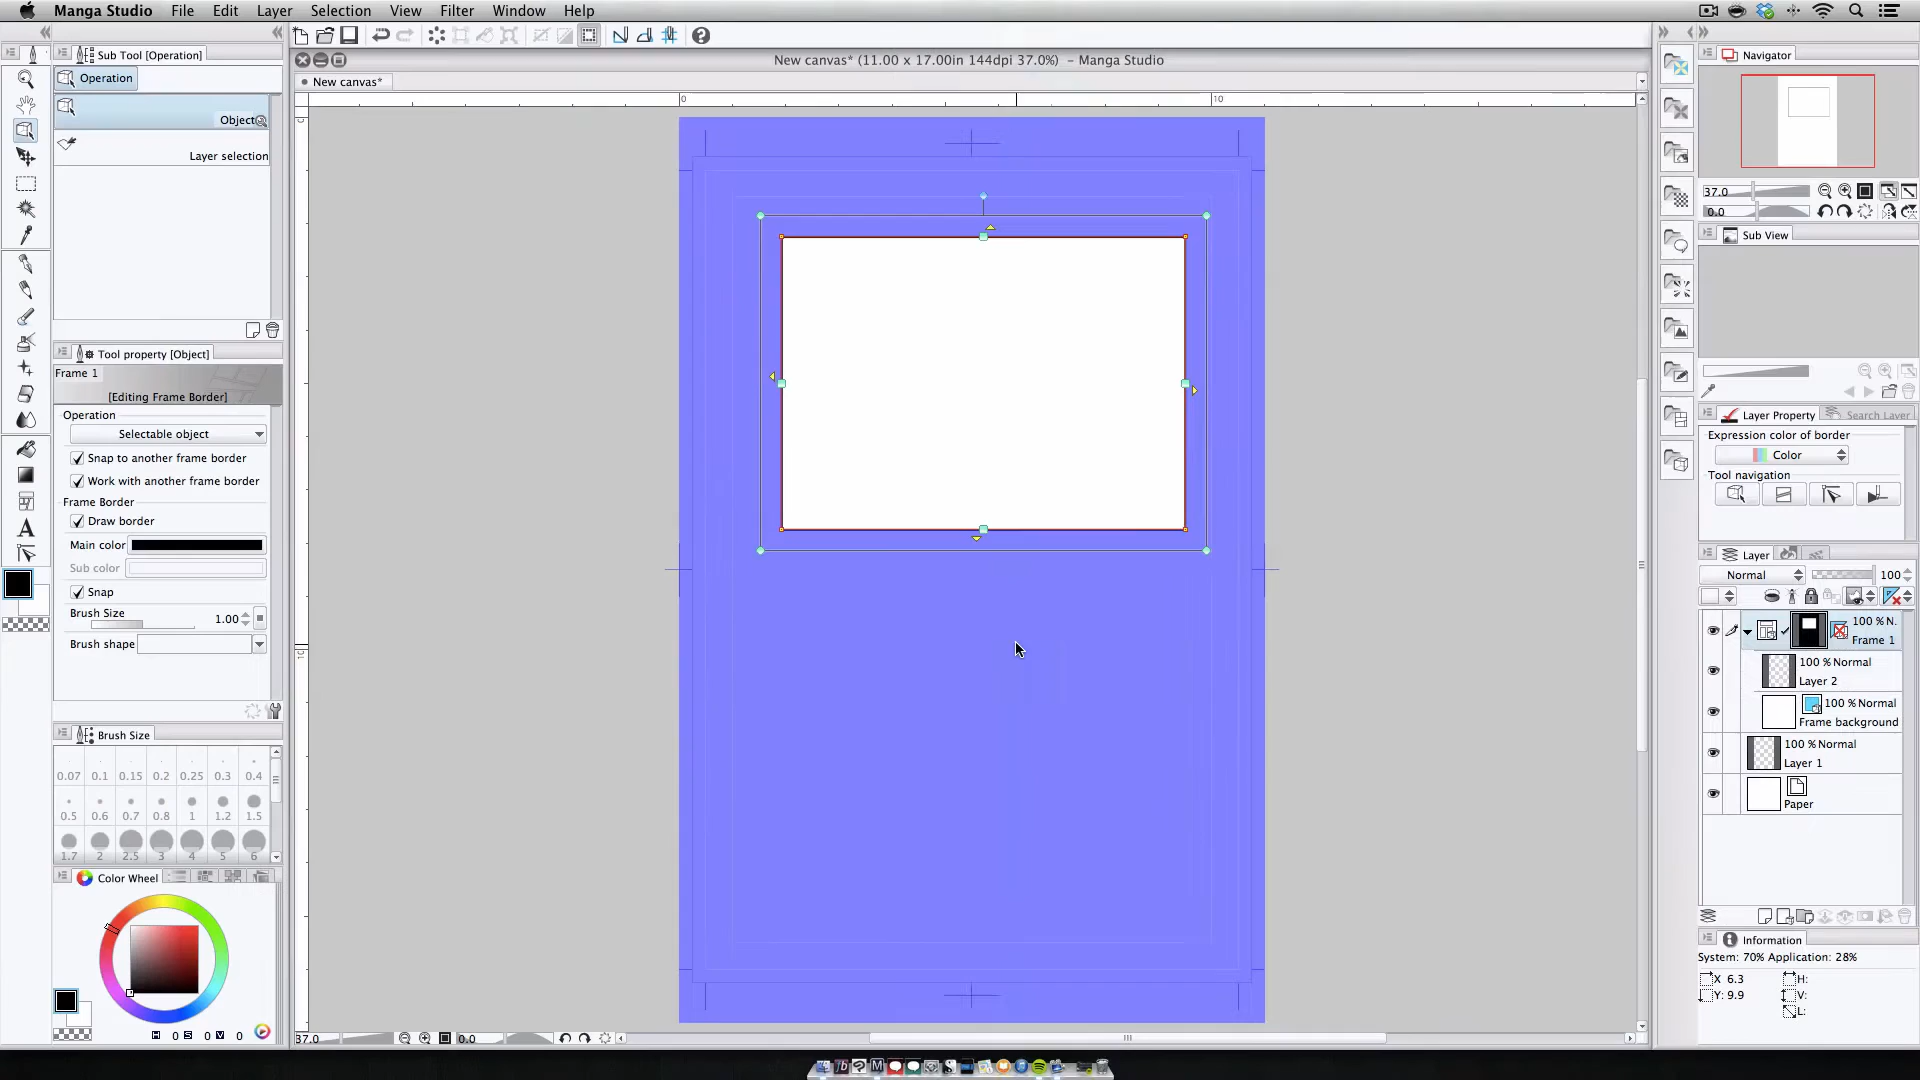 Manga Studio File Edit Layer Selection View Filter Window Help
Sub Tool [Operation]
Operation
Object
Layer selection
Tool property [Object]
Frame 1
[Editing Frame Border]
Operation
Selectable object
Snap to another frame border
Work with another frame border
Frame Border
Draw border
Main color
Sub color
Snap
Brush Size 1.00
Brush shape
Brush Size
0.07 0.1 0.15 0.2 0.25 0.3 0.4
0.5 0.6 0.7 0.8 1 1.2 1.5
1.7 2 2.5 3 4 5 6
Color Wheel
H 0 S 0 V 0
New canvas* (11.00 x 17.00in 144dpi 37.0%) - Manga Studio
New canvas*
0 10
37.0 0.0
Navigator
37.0
0.0
Sub View
Layer Property Search Layer
Expression color of border
Color
Tool navigation
Layer
Normal 100
100 % N.
Frame 1
100 % Normal
Layer 2
100 % Normal
Frame background
100 % Normal
Layer 1
Paper
Information
System: 70% Application: 28%
X 6.3 H:
Y: 9.9 V:
L: